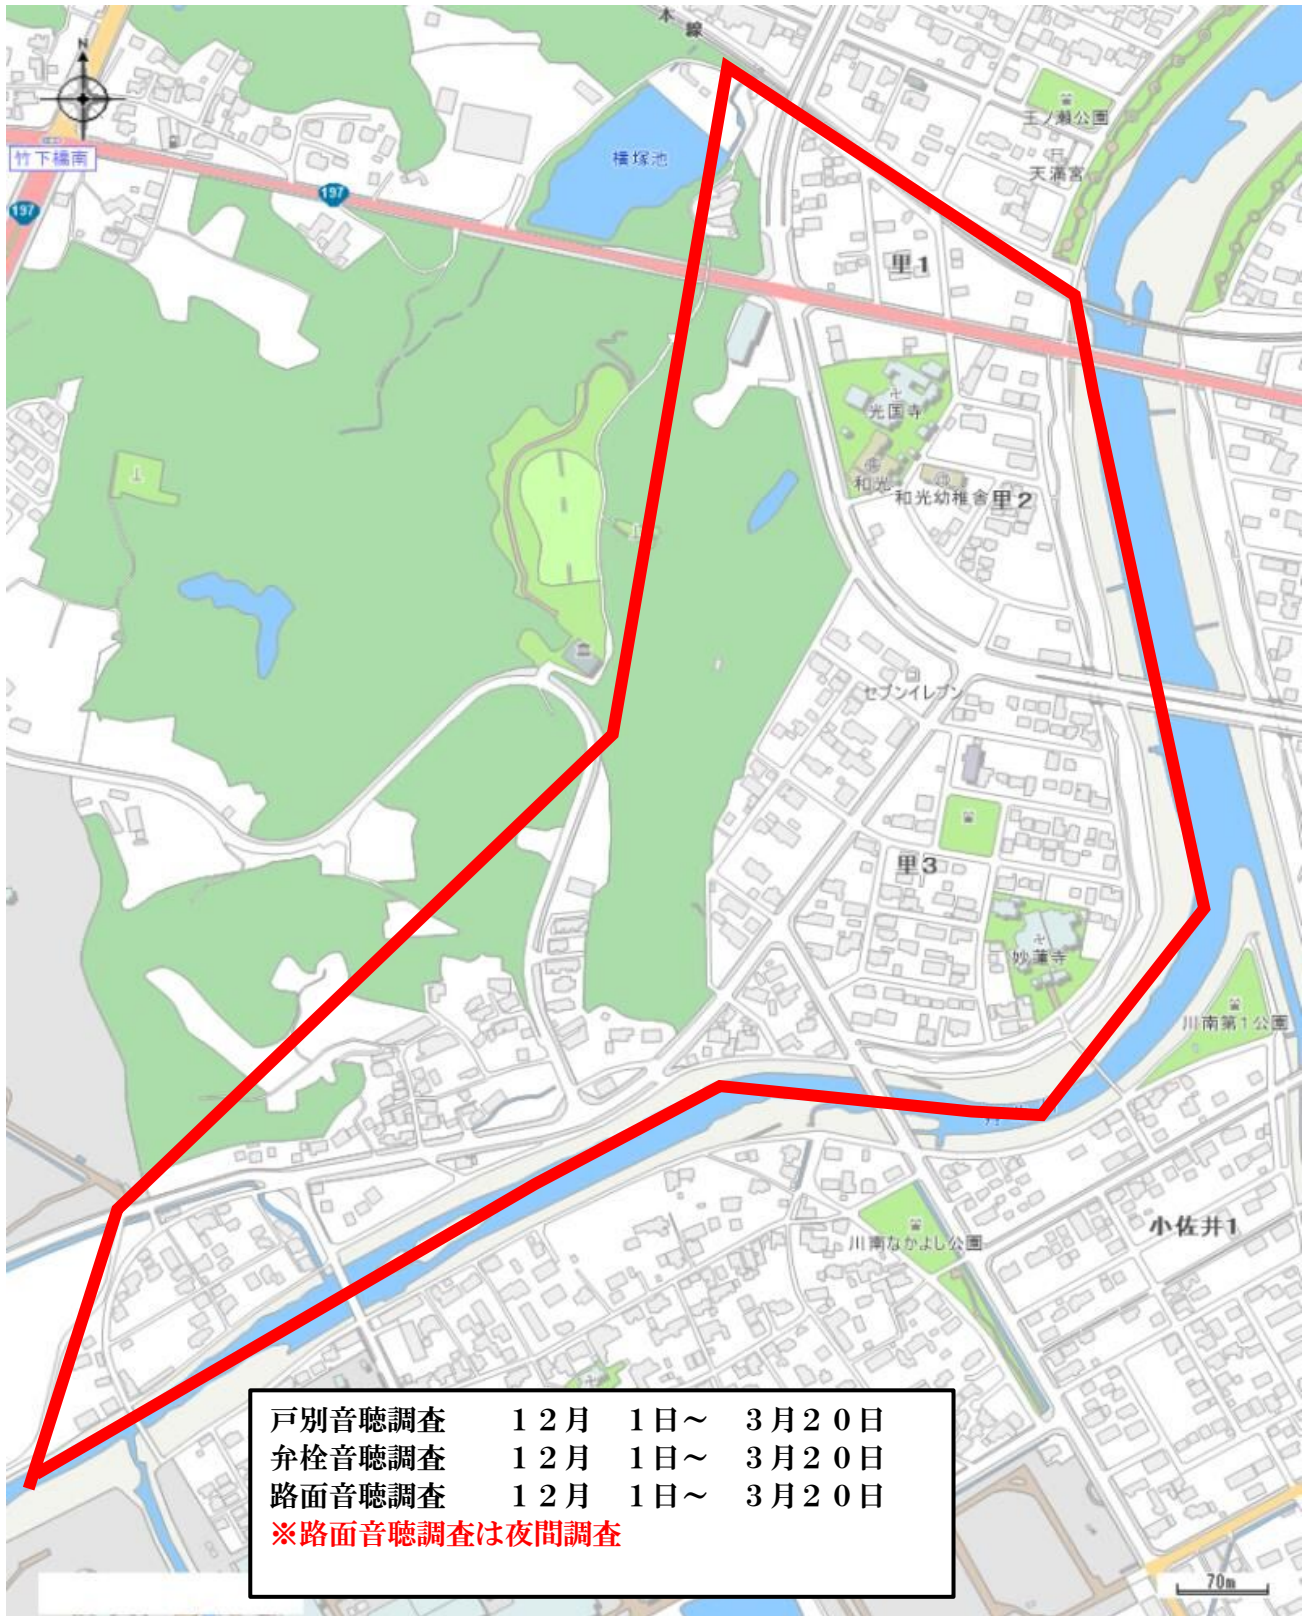 本線
N
王ノ瀬公園
天満宮
竹下橋南
横塚池
197
197
里1
光国寺
和光
和光幼稚舎
里2
セブンイレブン
里3
妙蓮寺
川南第1公園
小佐井1
川南なかよし公園
戸別音聴調査　　１２月　１日～　３月２０日
弁栓音聴調査　　１２月　１日～　３月２０日
路面音聴調査　　１２月　１日～　３月２０日
※路面音聴調査は夜間調査
70m